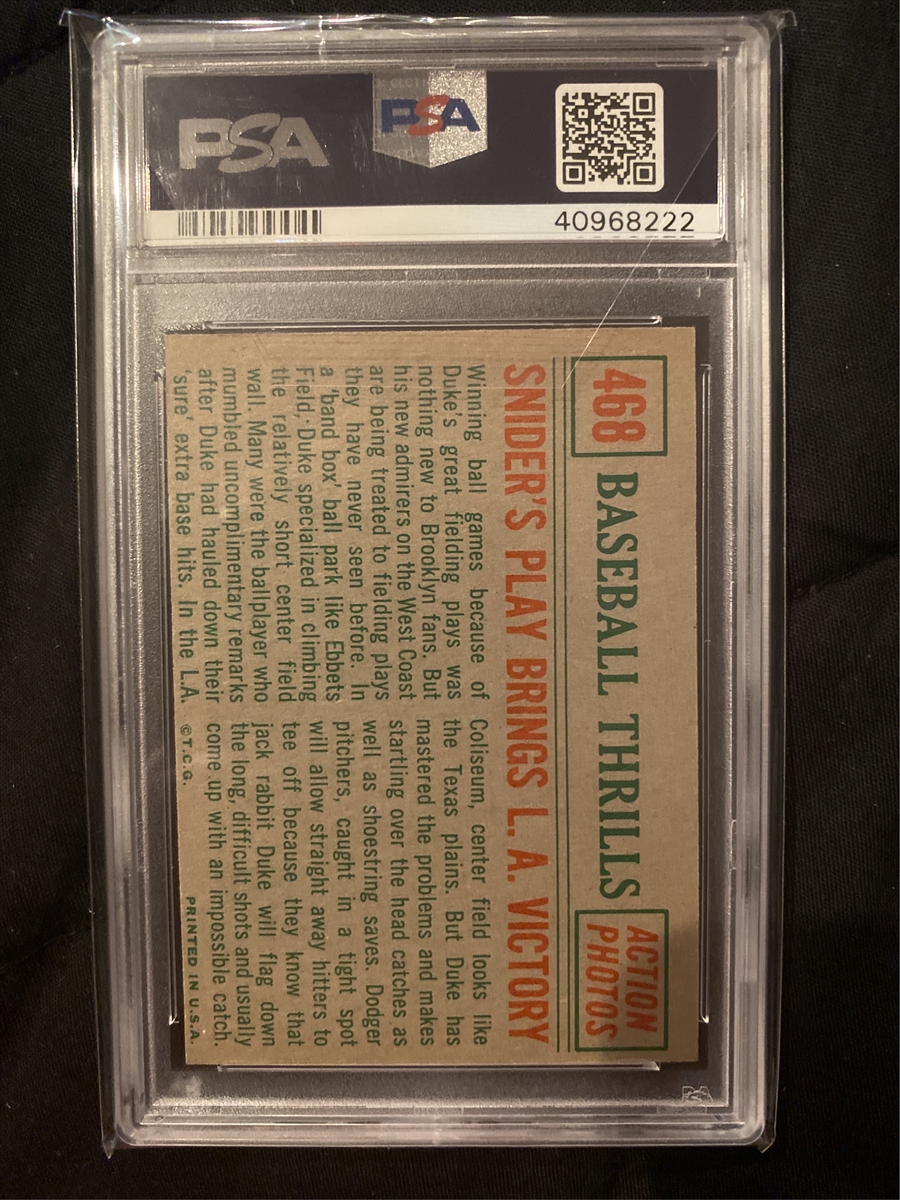 PSA
PSA
40968222
468
BASEBALL THRILLS
ACTION
PHOTOS
SNIDER'S PLAY BRINGS L. A. VICTORY
Winning ball games because of
Duke's great fielding plays was
nothing new to Brooklyn fans. But
his new admirers on the West Coast
are being treated to fielding plays
they have never seen before. In
a 'band box' ball park like Ebbets
Field, Duke specialized in climbing
the relatively short center field
wall. Many were the ballplayer who
mumbled uncomplimentary remarks
after Duke had hauled down their
'sure' extra base hits. In the L.A.
Coliseum, center field looks like
the Texas plains. But Duke has
mastered the problems and makes
startling over the head catches as
well as shoestring saves. Dodger
pitchers, caught in a tight spot
will allow straight away hitters to
tee off because they know that
jack rabbit Duke will flag down
the long, difficult shots and usually
come up with an impossible catch.
©T.C.G.
PRINTED IN U.S.A.